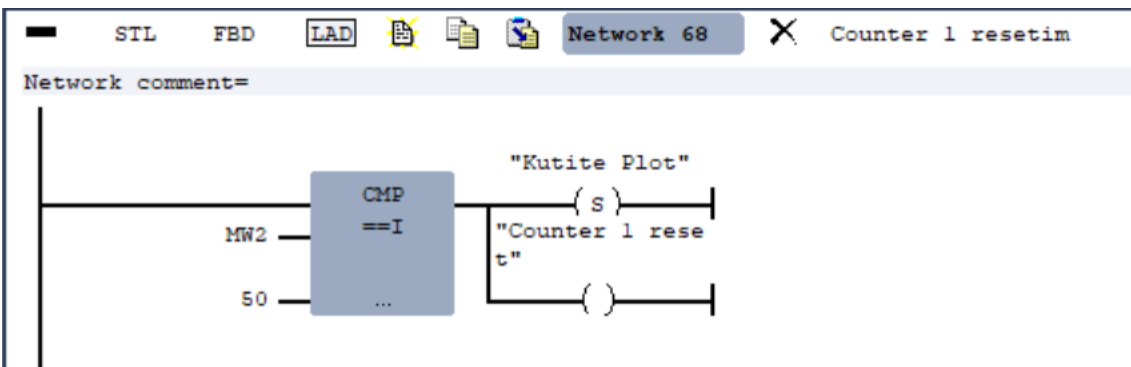 STL FBD LAD Network 68 Counter 1 resetim
Network comment=
"Kutite Plot"
CMP
( S )
==I
MW2
"Counter 1 rese
t"
50
...
( )